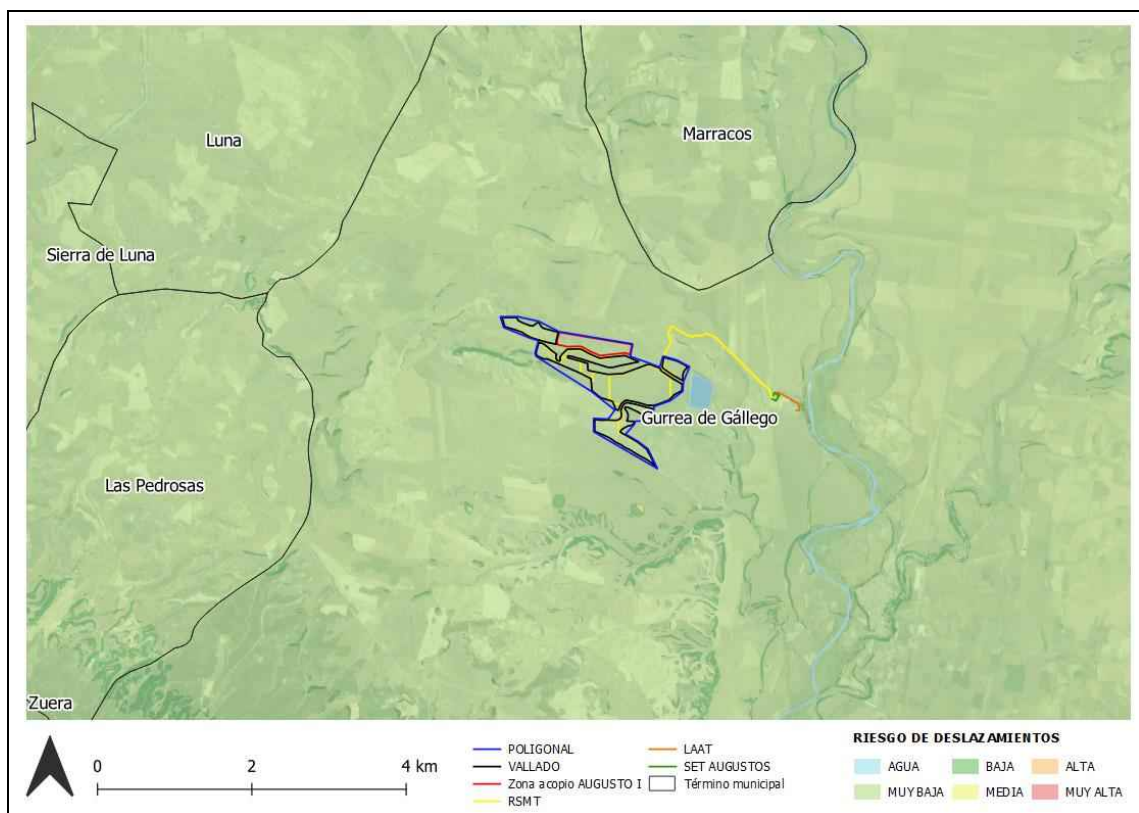 Luna
Marracos
Sierra de Luna
Gurrea de Gállego
Las Pedrosas
Zuera
0 2 4 km
POLIGONAL
VALLADO
Zona acopio AUGUSTO I
RSMT
LAAT
SET AUGUSTOS
Término municipal
RIESGO DE DESLAZAMIENTOS
AGUA
MUY BAJA
BAJA
MEDIA
ALTA
MUY ALTA